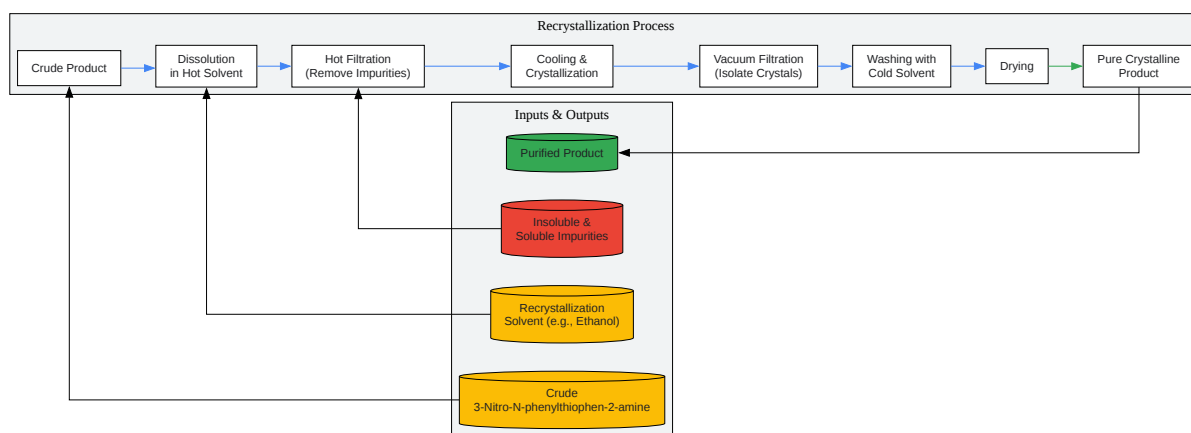 Recrystallization Process
Crude Product
Dissolution
in Hot Solvent
Hot Filtration
(Remove Impurities)
Cooling &
Crystallization
Vacuum Filtration
(Isolate Crystals)
Washing with
Cold Solvent
Drying
Pure Crystalline
Product
Inputs & Outputs
Purified Product
Insoluble &
Soluble Impurities
Recrystallization
Solvent (e.g., Ethanol)
Crude
3-Nitro-N-phenylthiophen-2-amine